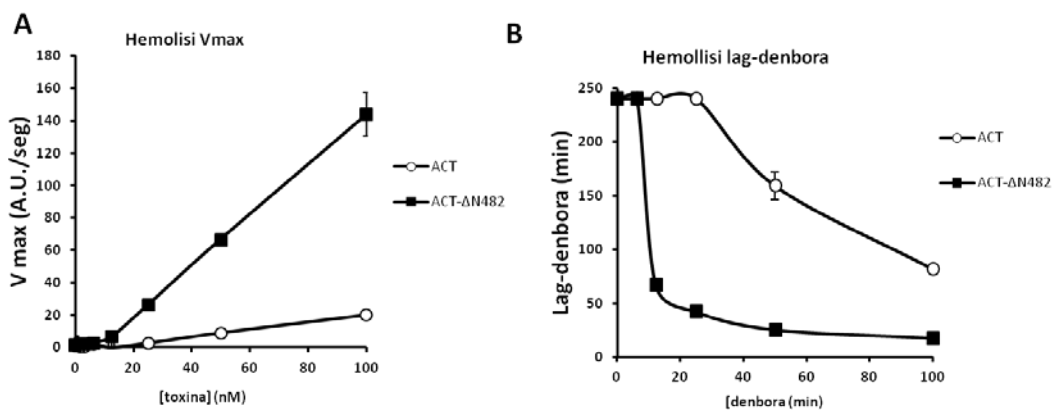 A
Hemolisi Vmax
180
160
140
120
100
80
60
40
20
0
V max (A.U./seg)
0 20 40 60 80 100
[toxina] (nM)
ACT
ACT-ΔN482
B
Hemollisi lag-denbora
250
200
150
100
50
0
Lag-denbora (min)
0 20 40 60 80 100
[denbora (min)
ACT
ACT-ΔN482